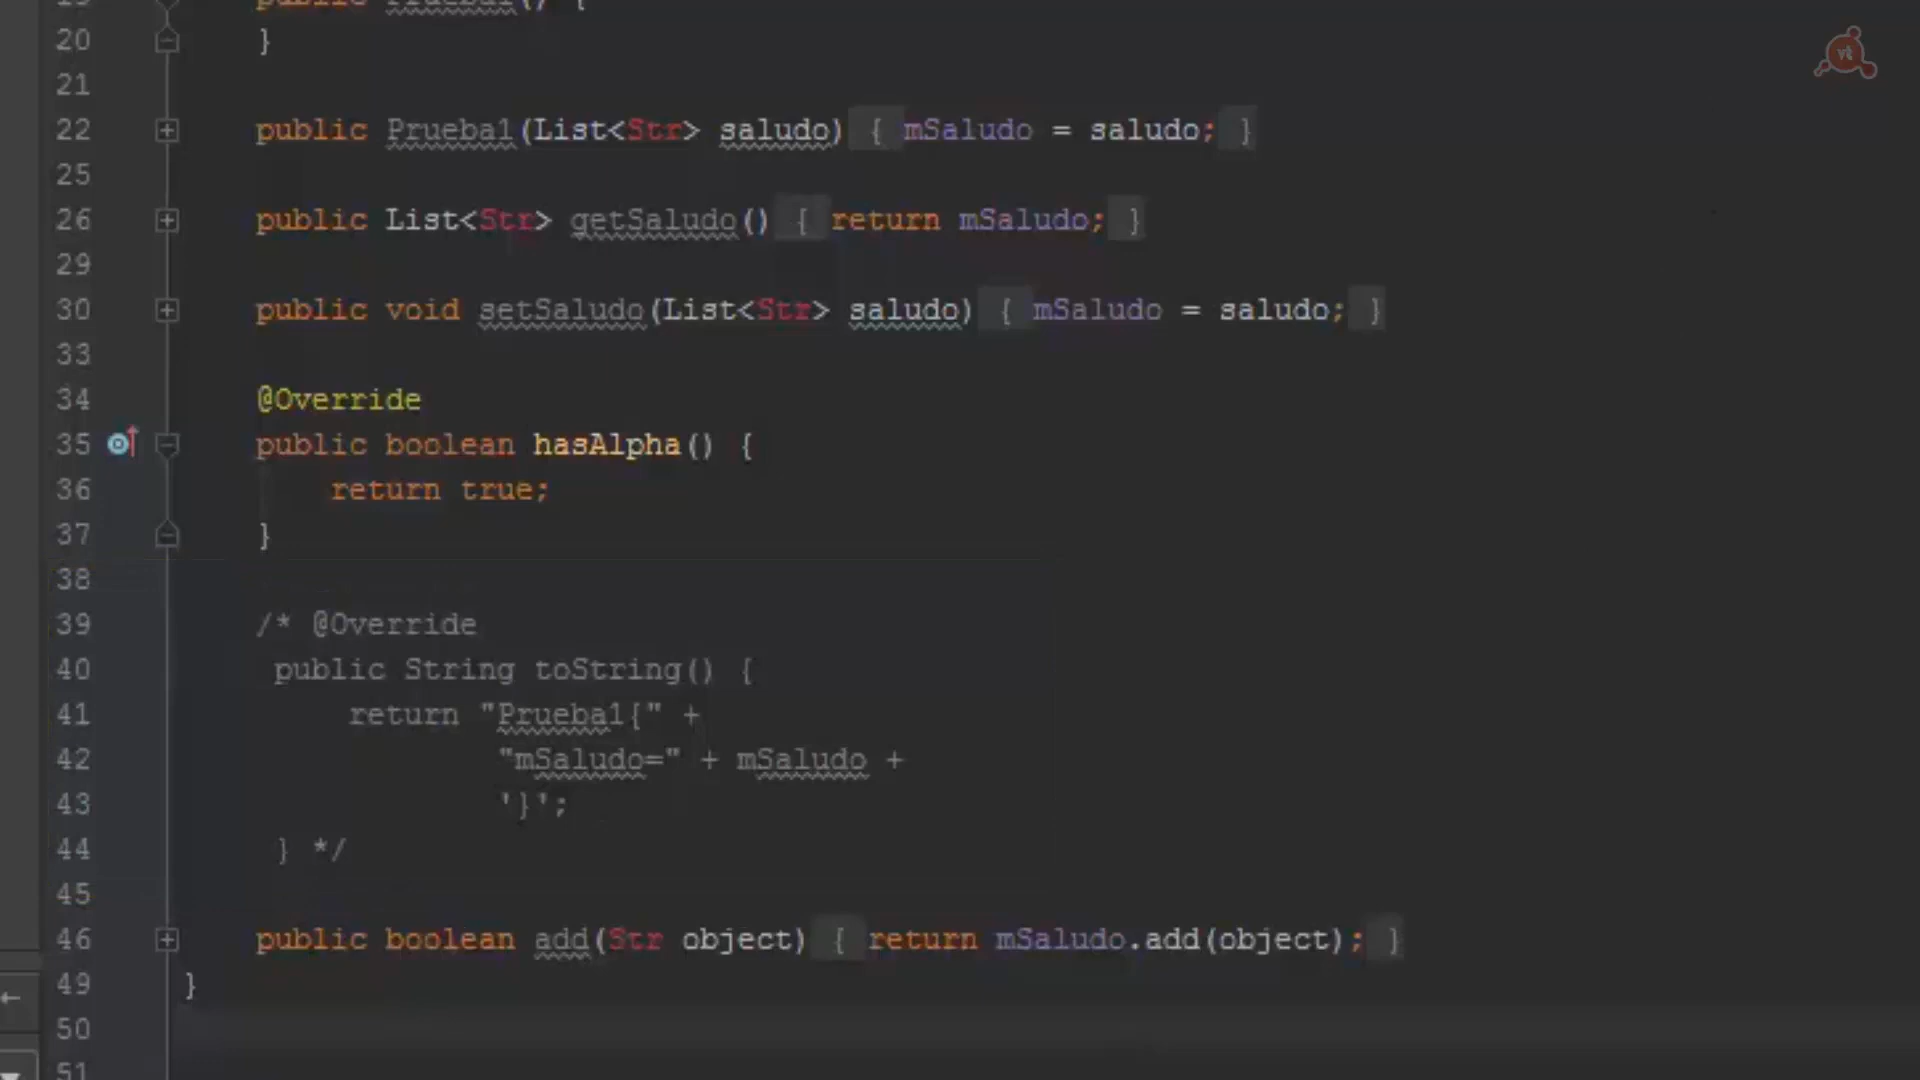 public Prueba1() {
20 }
21
22 public Prueba1(List<Str> saludo) { mSaludo = saludo; }
25
26 public List<Str> getSaludo() { return mSaludo; }
29
30 public void setSaludo(List<Str> saludo) { mSaludo = saludo; }
33
34 @Override
35 public boolean hasAlpha() {
36 return true;
37 }
38
39 /* @Override
40 public String toString() {
41 return "Prueba1{" +
42 "mSaludo=" + mSaludo +
43 '}';
44 } */
45
46 public boolean add(Str object) { return mSaludo.add(object); }
49 }
50
51